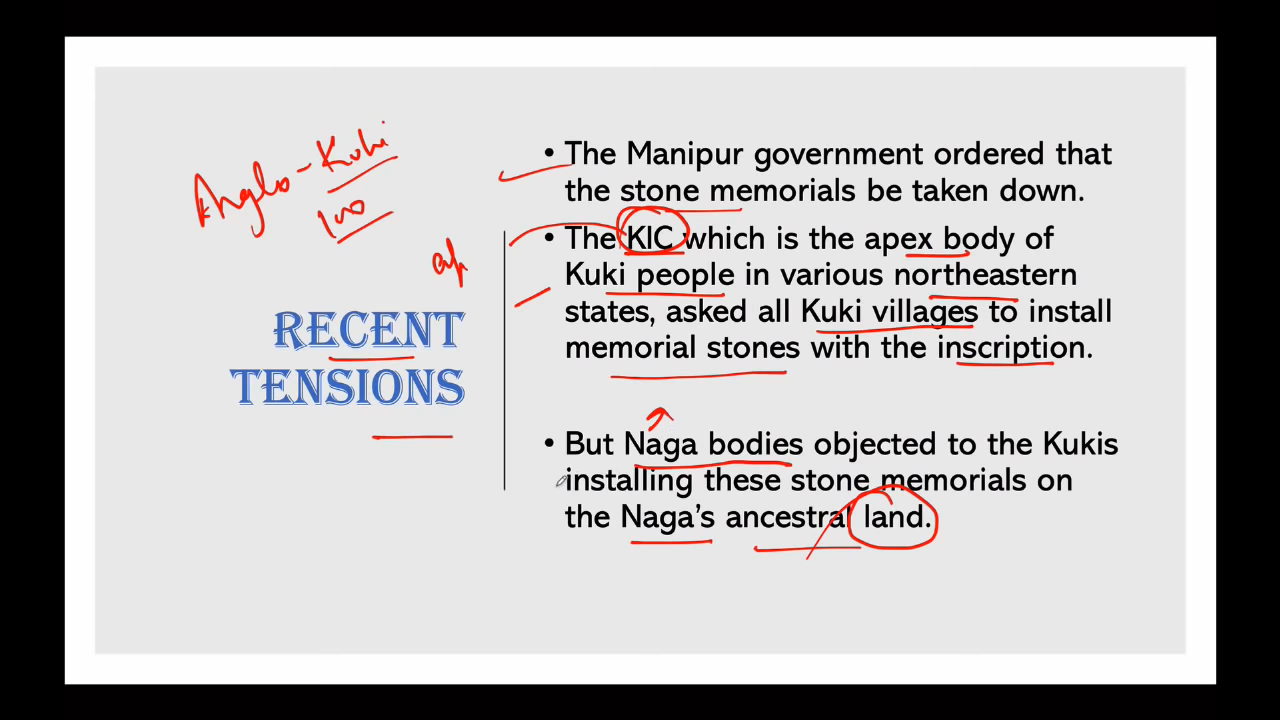 Anglo - Kuki
100
RECENT
TENSIONS
• The Manipur government ordered that
the stone memorials be taken down.
• The KIC which is the apex body of
Kuki people in various northeastern
states, asked all Kuki villages to install
memorial stones with the inscription.
• But Naga bodies objected to the Kukis
installing these stone memorials on
the Naga's ancestral land.